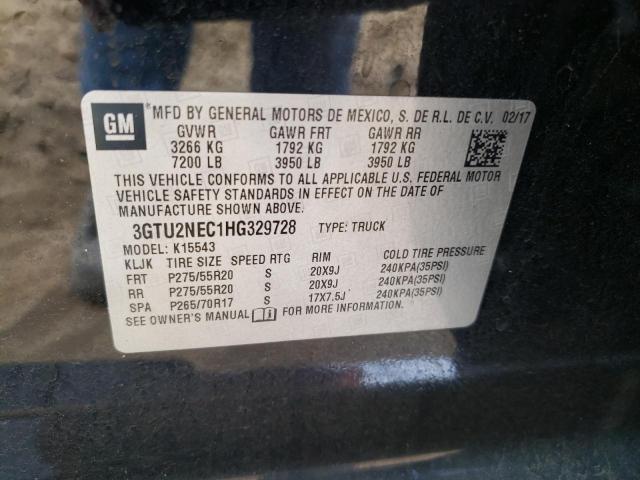 GM
*MFD BY GENERAL MOTORS DE MEXICO, S. DE R.L. DE C.V. 02/17
GVWR GAWR FRT GAWR RR
3266 KG 1792 KG 1792 KG
7200 LB 3950 LB 3950 LB
THIS VEHICLE CONFORMS TO ALL APPLICABLE U.S. FEDERAL MOTOR
VEHICLE SAFETY STANDARDS IN EFFECT ON THE DATE OF
MANUFACTURE SHOWN ABOVE.
3GTU2NEC1HG329728 TYPE: TRUCK
MODEL: K15543
KLJK TIRE SIZE SPEED RTG RIM COLD TIRE PRESSURE
FRT P275/55R20 S 20X9J 240KPA(35PSI)
RR P275/55R20 S 20X9J 240KPA(35PSI)
SPA P265/70R17 S 17X7.5J 240KPA(35PSI)
SEE OWNER'S MANUAL FOR MORE INFORMATION.